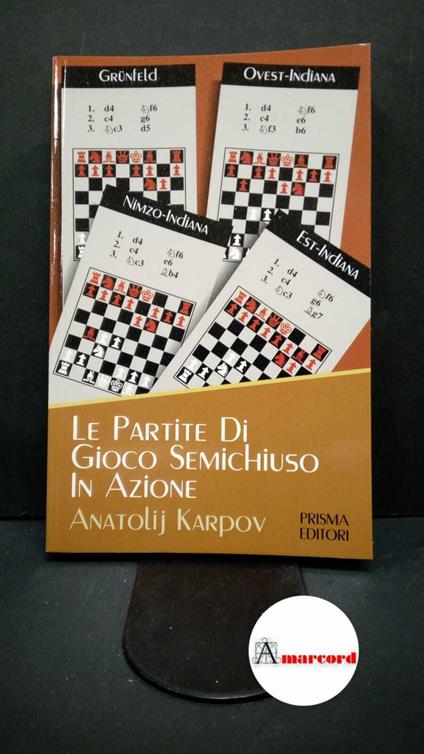 Grünfeld
1. d4 ♘f6
2. c4 g6
3. ♘c3 d5
Ovest-Indiana
1. d4 ♘f6
2. c4 e6
3. ♘f3 b6
Nimzo-Indiana
1. d4 ♘f6
2. c4 e6
3. ♘c3 ♗b4
Est-Indiana
1. d4 ♘f6
2. c4 g6
3. ♘c3 ♗g7
Le Partite Di
Gioco Semichiuso
In Azione
Anatolij Karpov
PRISMA
EDITORI
Amarcord